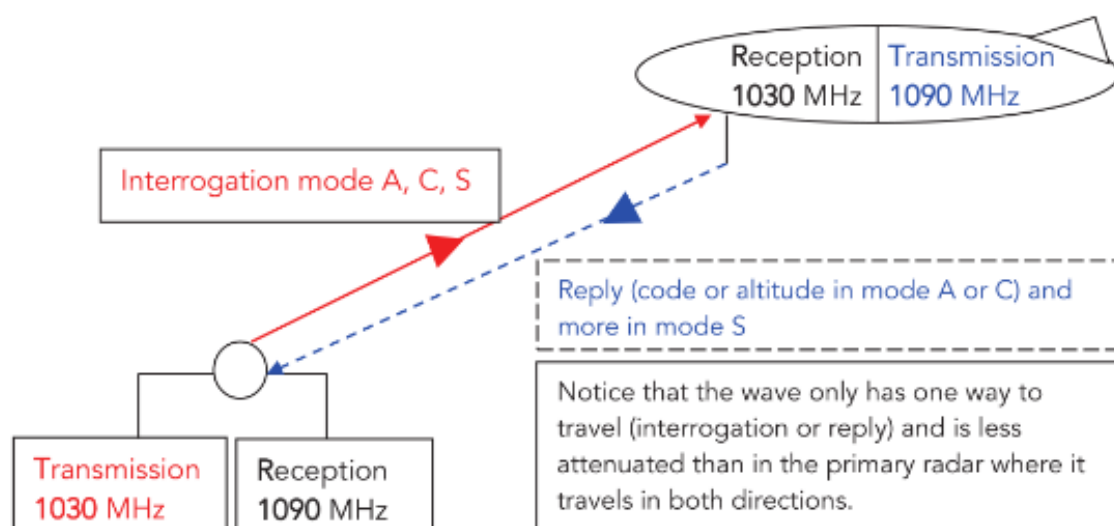 Reception
1030 MHz
Transmission
1090 MHz
Interrogation mode A, C, S
Reply (code or altitude in mode A or C) and
more in mode S
Notice that the wave only has one way to
travel (interrogation or reply) and is less
attenuated than in the primary radar where it
travels in both directions.
Transmission
1030 MHz
Reception
1090 MHz